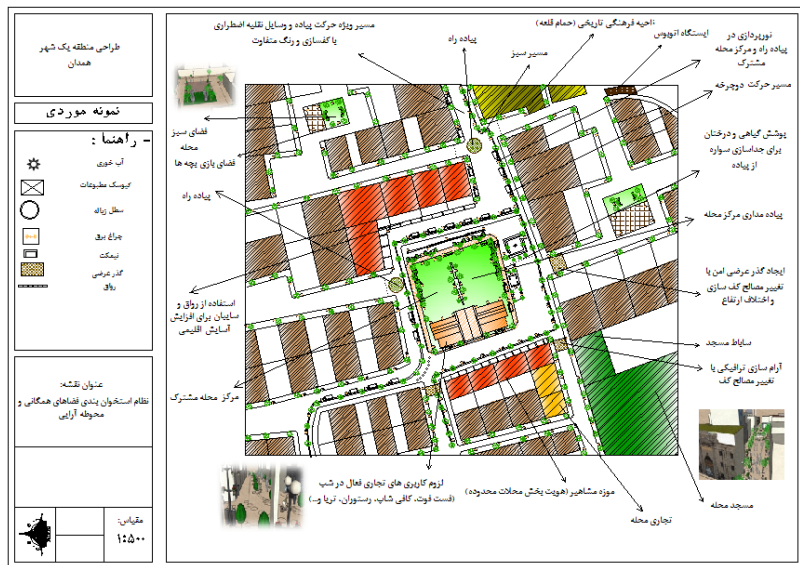 طراحی منطقه یک شهر
همدان
نمونه موردی
راهنما :
آب خوری
کیوسک مطبوعات
سطل زباله
چراغ برق
نیمکت
گذر عرضی
رواق
عنوان نقشه:
نظام استخوان بندی فضاهای همگانی و
محوطه آرایی
مقیاس:
۱:۵۰۰
مسیر ویژه حرکت پیاده و وسایل نقلیه اضطراری
با کفسازی و رنگ متفاوت
پیاده راه
مسیر سبز
ناحیه فرهنگی تاریخی (حمام قلعه)
ایستگاه اتوبوس
نورپردازی در
پیاده راه و مرکز محله
مشترک
مسیر حرکت دوچرخه
پوشش گیاهی و درختان
برای جداسازی سواره
از پیاده
پیاده مداری مرکز محله
ایجاد گذر عرضی امن با
تغییر مصالح کف سازی
و اختلاف ارتفاع
ساباط مسجد
آرام سازی ترافیکی با
تغییر مصالح کف
مسجد محله
تجاری محله
موزه مشاهیر (هویت بخش محلات محدوده)
لزوم کاربری های تجاری فعال در شب
(فست فوت، کافی شاپ، رستوران، تریا و...)
مرکز محله مشترک
استفاده از رواق و
سایبان برای افزایش
آسایش اقلیمی
پیاده راه
فضای سبز
محله
فضای بازی بچه ها